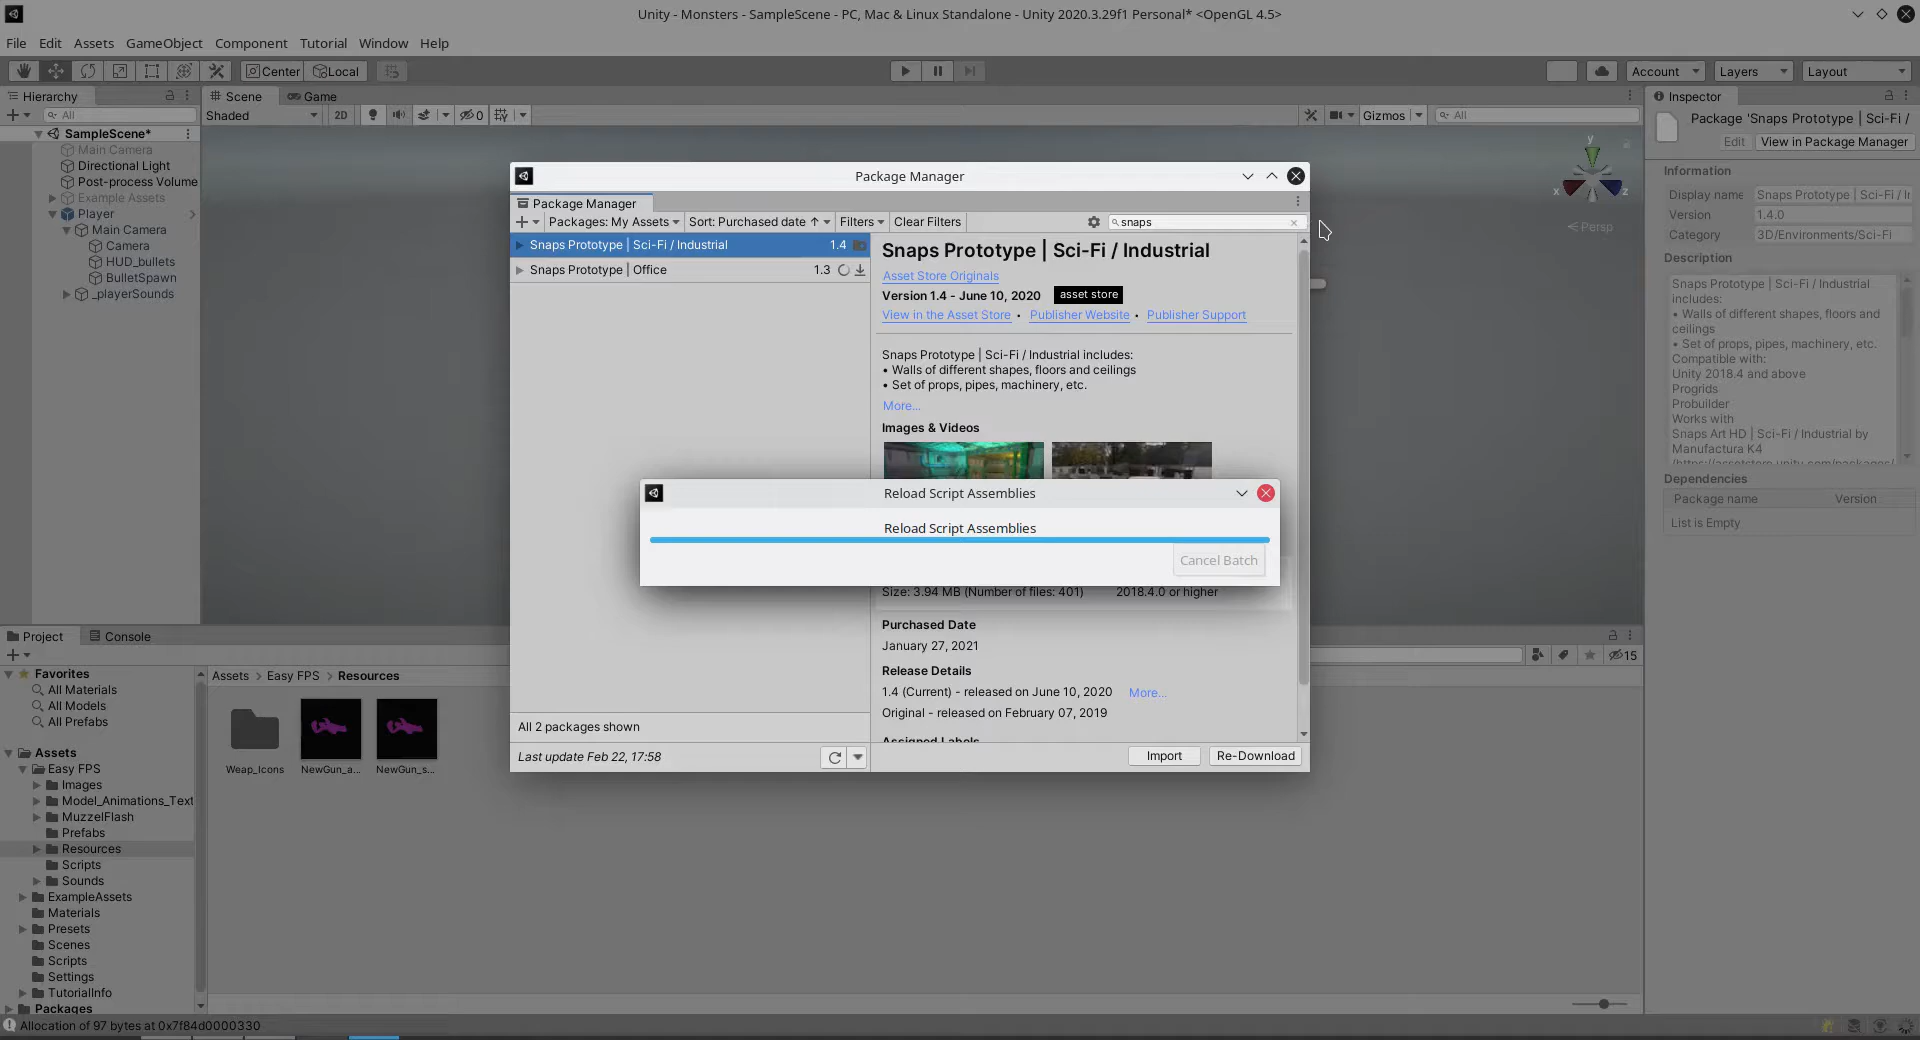 Unity - Monsters - SampleScene - PC, Mac & Linux Standalone - Unity 2020.3.29f1 Personal* <OpenGL 4.5>
File Edit Assets GameObject Component Tutorial Window Help
Center Local Account Layers Layout
Hierarchy
All
SampleScene*
Main Camera
Directional Light
Post-process Volume
Example Assets
Player
Main Camera
Camera
HUD_bullets
BulletSpawn
_playerSounds
Scene Game
Shaded 2D 0 Gizmos All
y
x z
Persp
Package Manager
Package Manager
Packages: My Assets Sort: Purchased date ↑ Filters Clear Filters snaps
Snaps Prototype | Sci-Fi / Industrial 1.4
Snaps Prototype | Office 1.3
All 2 packages shown
Last update Feb 22, 17:58
Snaps Prototype | Sci-Fi / Industrial
Asset Store Originals
Version 1.4 - June 10, 2020 asset store
View in the Asset Store • Publisher Website • Publisher Support
Snaps Prototype | Sci-Fi / Industrial includes:
• Walls of different shapes, floors and ceilings
• Set of props, pipes, machinery, etc.
More...
Images & Videos
Reload Script Assemblies
Reload Script Assemblies
Cancel Batch
Size: 3.94 MB (Number of files: 401) 2018.4.0 or higher
Purchased Date
January 27, 2021
Release Details
1.4 (Current) - released on June 10, 2020 More...
Original - released on February 07, 2019
Assigned Labels
Import Re-Download
Inspector
Package 'Snaps Prototype | Sci-Fi /
Edit View in Package Manager
Information
Display name Snaps Prototype | Sci-Fi / I
Version 1.4.0
Category 3D/Environments/Sci-Fi
Description
Snaps Prototype | Sci-Fi / Industrial
includes:
• Walls of different shapes, floors and
ceilings
• Set of props, pipes, machinery, etc.
Compatible with:
Unity 2018.4 and above
Progrids
Probuilder
Works with
Snaps Art HD | Sci-Fi / Industrial by
Manufactura K4
(https://assetstore.unity.com/packages/
Dependencies
Package name Version
List is Empty
Project Console
15
Favorites
All Materials
All Models
All Prefabs
Assets
Easy FPS
Images
Model_Animations_Text
MuzzelFlash
Prefabs
Resources
Scripts
Sounds
ExampleAssets
Materials
Presets
Scenes
Scripts
Settings
TutorialInfo
Packages
Assets Easy FPS Resources
Weap_Icons NewGun_a... NewGun_s...
Allocation of 97 bytes at 0x7f84d0000330